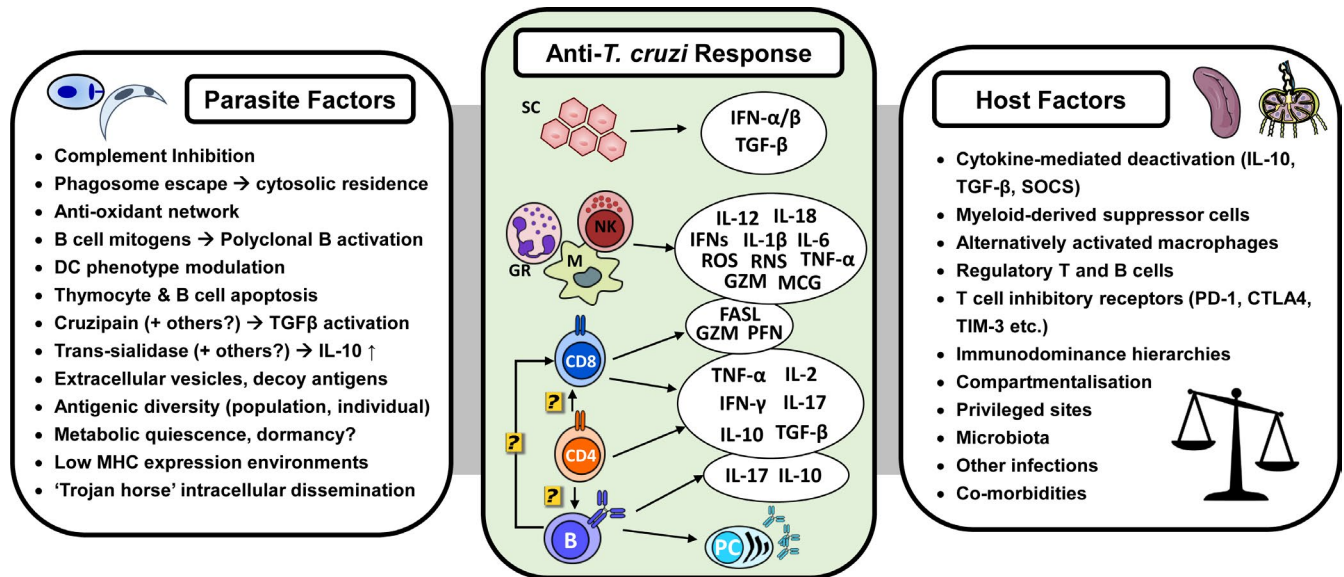 Parasite Factors
• Complement Inhibition
• Phagosome escape → cytosolic residence
• Anti-oxidant network
• B cell mitogens → Polyclonal B activation
• DC phenotype modulation
• Thymocyte & B cell apoptosis
• Cruzipain (+ others?) → TGFβ activation
• Trans-sialidase (+ others?) → IL-10 ↑
• Extracellular vesicles, decoy antigens
• Antigenic diversity (population, individual)
• Metabolic quiescence, dormancy?
• Low MHC expression environments
• ‘Trojan horse’ intracellular dissemination
Anti-T. cruzi Response
SC
IFN-α/β
TGF-β
NK
GR
M
IL-12 IL-18
IFNs IL-1β IL-6
ROS RNS TNF-α
GZM MCG
FASL
GZM PFN
CD8
TNF-α IL-2
IFN-γ IL-17
IL-10 TGF-β
?
?
CD4
?
IL-17 IL-10
B
PC
Host Factors
• Cytokine-mediated deactivation (IL-10,
TGF-β, SOCS)
• Myeloid-derived suppressor cells
• Alternatively activated macrophages
• Regulatory T and B cells
• T cell inhibitory receptors (PD-1, CTLA4,
TIM-3 etc.)
• Immunodominance hierarchies
• Compartmentalisation
• Privileged sites
• Microbiota
• Other infections
• Co-morbidities